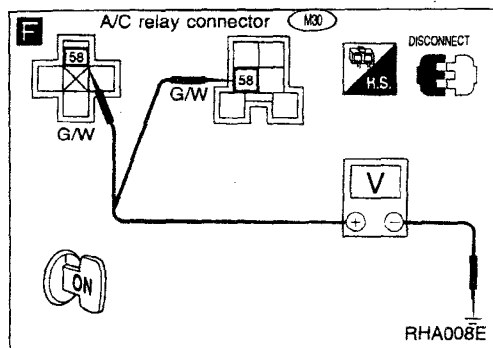 F
A/C relay connector M30
DISCONNECT
58
58
G/W
G/W
H.S.
V
+ −
ON
RHA008E